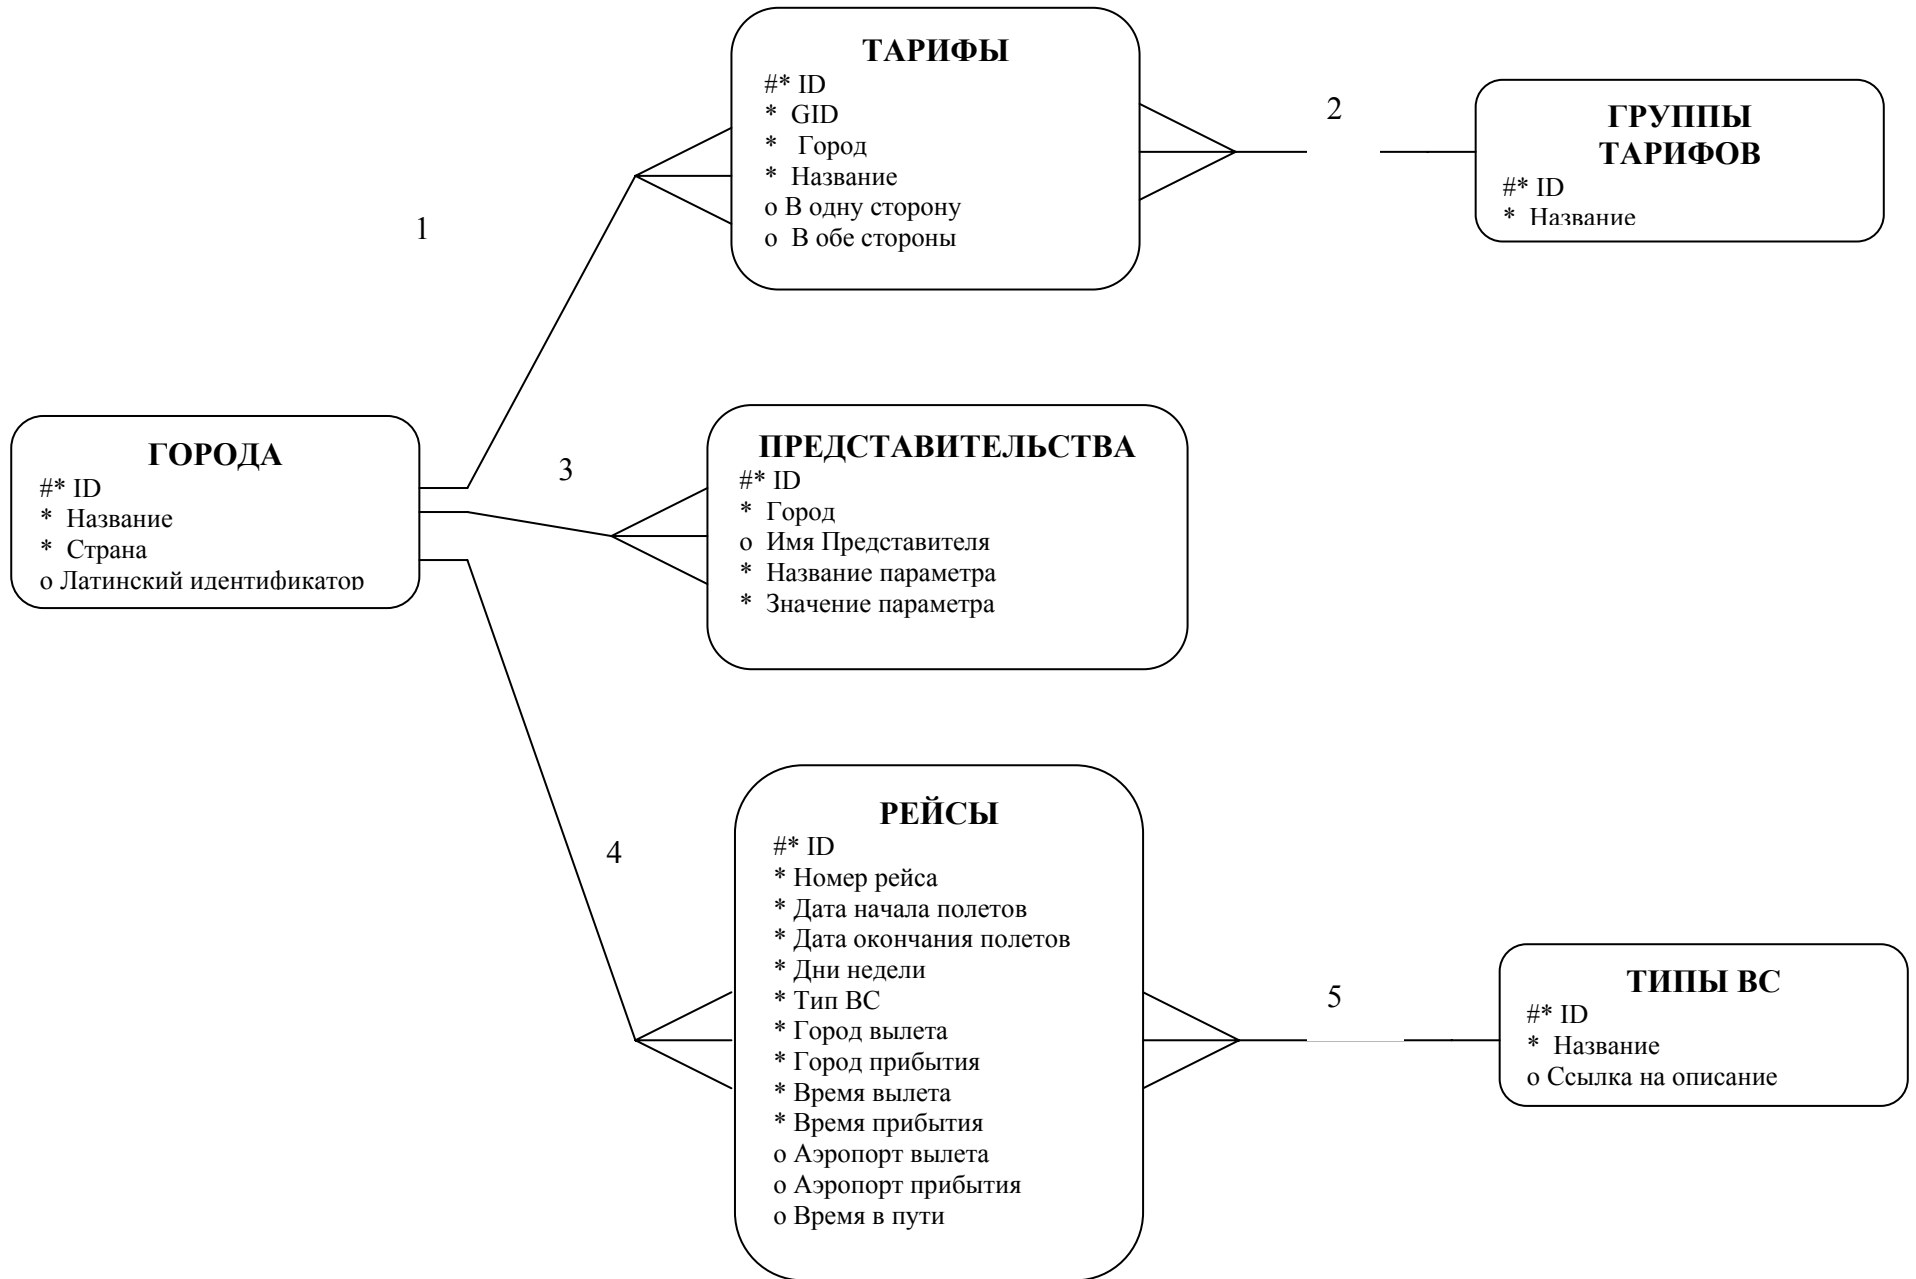 ТАРИФЫ
#* ID
* GID
* Город
* Название
о В одну сторону
о В обе стороны
2
ГРУППЫ
ТАРИФОВ
#* ID
* Название
1
ГОРОДА
#* ID
* Название
* Страна
о Латинский идентификатор
3
ПРЕДСТАВИТЕЛЬСТВА
#* ID
* Город
о Имя Представителя
* Название параметра
* Значение параметра
4
РЕЙСЫ
#* ID
* Номер рейса
* Дата начала полетов
* Дата окончания полетов
* Дни недели
* Тип ВС
* Город вылета
* Город прибытия
* Время вылета
* Время прибытия
о Аэропорт вылета
о Аэропорт прибытия
о Время в пути
5
ТИПЫ ВС
#* ID
* Название
о Ссылка на описание